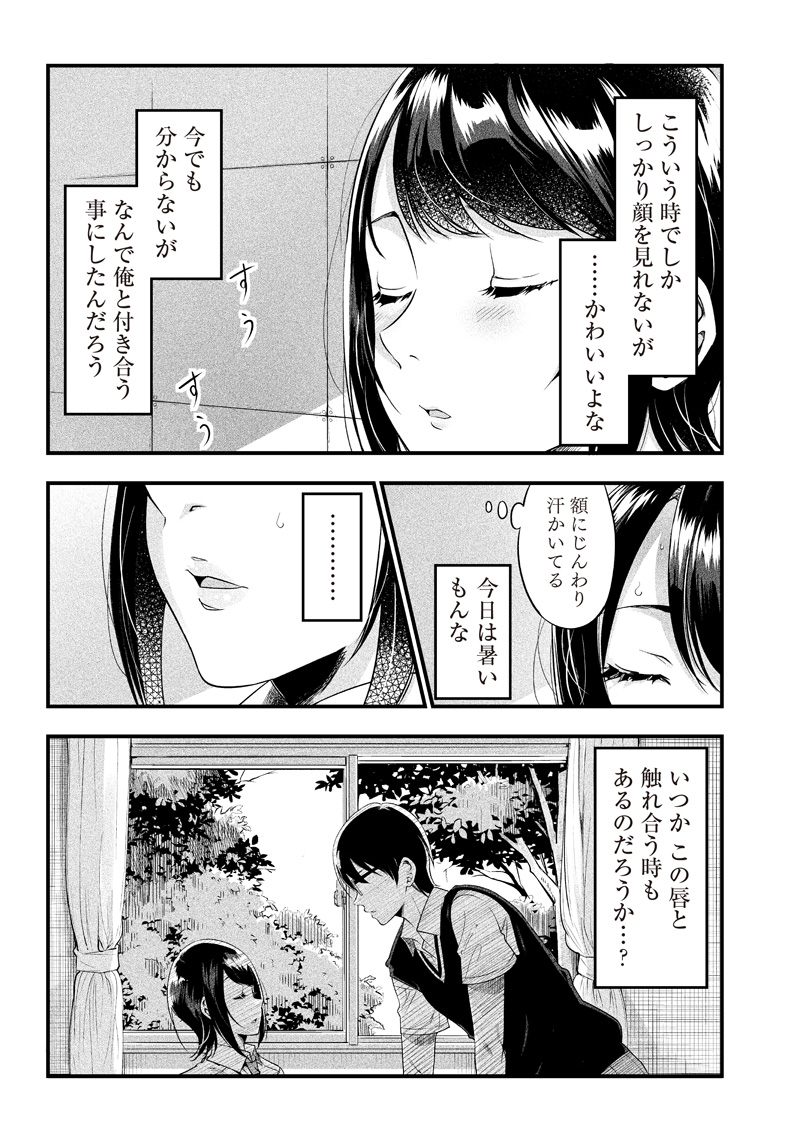 こういう時でしか
しっかり顔を見れないが
……かわいいよな
今でも
分からないが
なんで俺と付き合う
事にしたんだろう
すぅ
すぅ
額にじんわり
汗かいてる
今日は暑い
もんな
…………
いつか この唇と
触れ合う時も
あるのだろうか…?